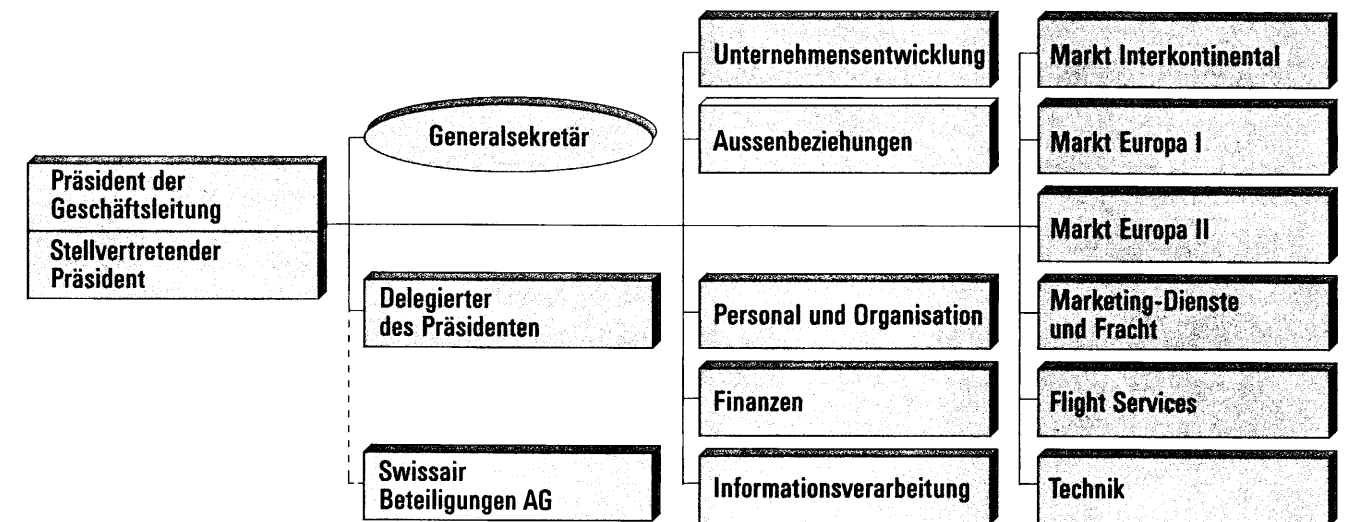 Präsident der
Geschäftsleitung
Stellvertretender
Präsident
Generalsekretär
Delegierter
des Präsidenten
Swissair
Beteiligungen AG
Unternehmensentwicklung
Aussenbeziehungen
Personal und Organisation
Finanzen
Informationsverarbeitung
Markt Interkontinental
Markt Europa I
Markt Europa II
Marketing-Dienste
und Fracht
Flight Services
Technik